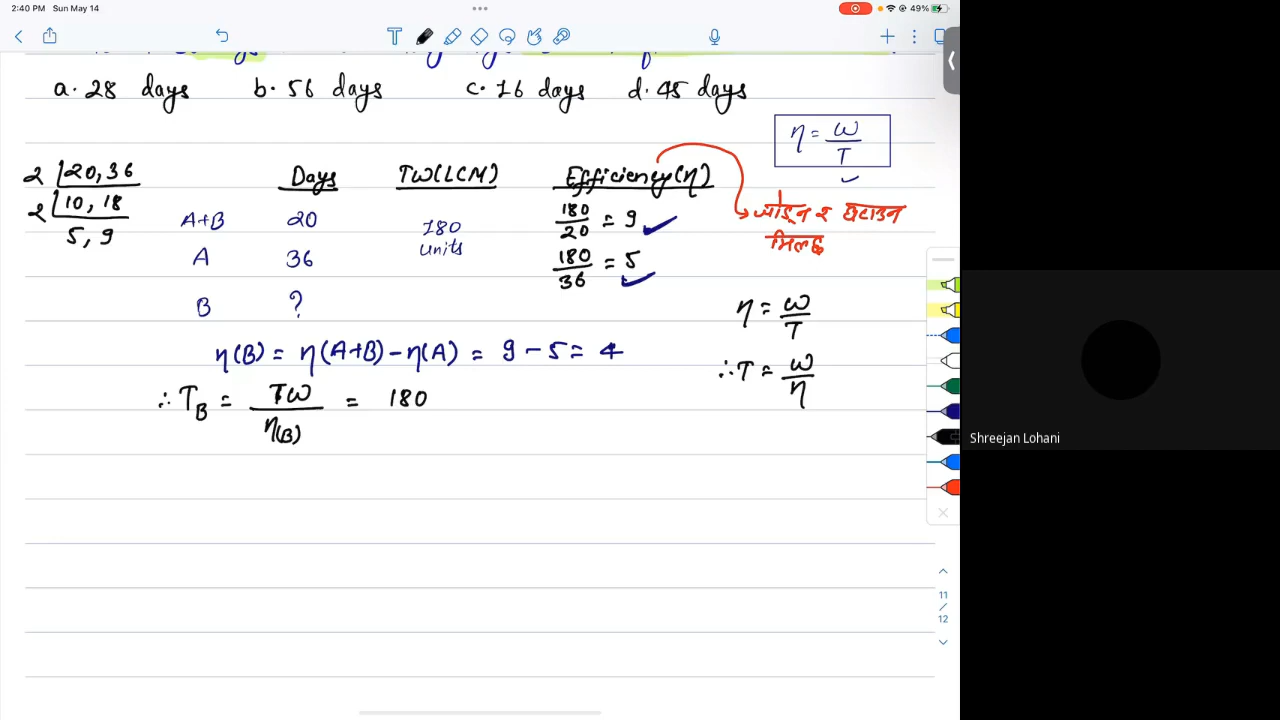 2:40 PM Sun May 14
49%
a. 28 days b. 56 days c. 16 days d. 45 days
η = W/T
2 20, 36
2 10, 18
5, 9
Days TW(LCM) Efficiency(η)
A+B 20 180 units 180/20 = 9
A 36 180/36 = 5
B ?
जोड्न र घटाउन
मिल्छ
η = W/T
η(B) = η(A+B) – η(A) = 9 – 5 = 4
∴ T = W/η
∴ T_B = TW/η(B) = 180
Shreejan Lohani
11
/
12